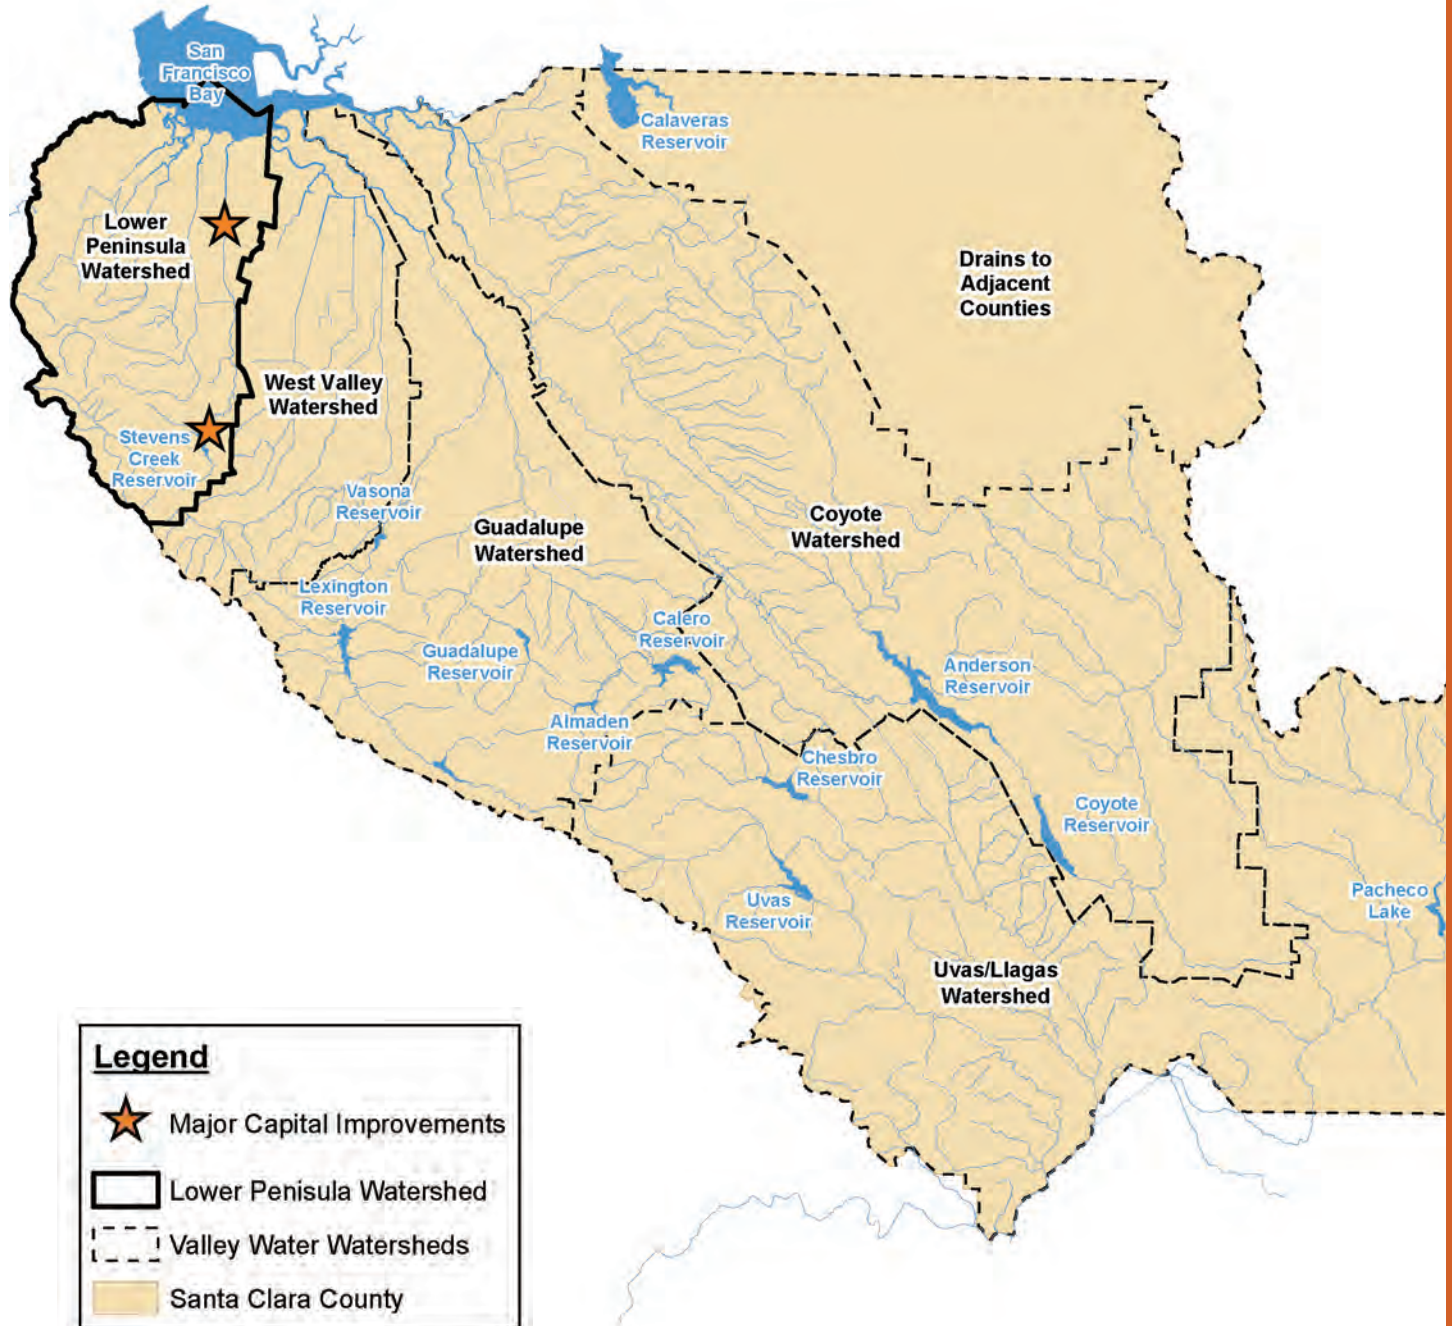 San
Francisco
Bay
Calaveras
Reservoir
Lower
Peninsula
Watershed
Drains to
Adjacent
Counties
West Valley
Watershed
Stevens
Creek
Reservoir
Vasona
Reservoir
Guadalupe
Watershed
Coyote
Watershed
Lexington
Reservoir
Calero
Reservoir
Guadalupe
Reservoir
Anderson
Reservoir
Almaden
Reservoir
Chesbro
Reservoir
Coyote
Reservoir
Uvas
Reservoir
Pacheco
Lake
Uvas/Llagas
Watershed
Legend
Major Capital Improvements
Lower Penisula Watershed
Valley Water Watersheds
Santa Clara County